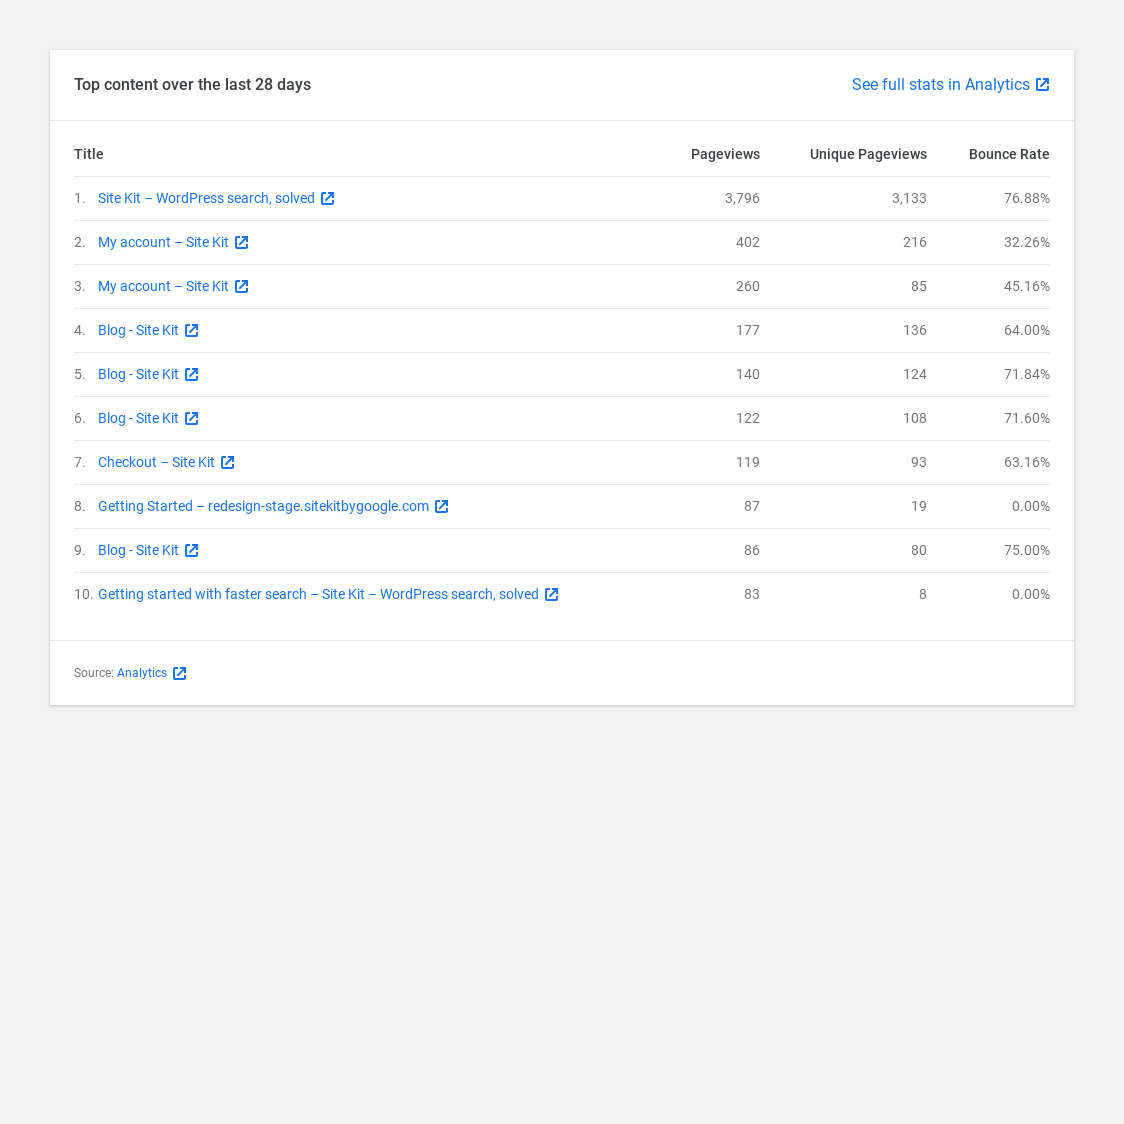 Top content over the last 28 days See full stats in Analytics
Title Pageviews Unique Pageviews Bounce Rate
1. Site Kit – WordPress search, solved 3,796 3,133 76.88%
2. My account – Site Kit 402 216 32.26%
3. My account – Site Kit 260 85 45.16%
4. Blog - Site Kit 177 136 64.00%
5. Blog - Site Kit 140 124 71.84%
6. Blog - Site Kit 122 108 71.60%
7. Checkout – Site Kit 119 93 63.16%
8. Getting Started – redesign-stage.sitekitbygoogle.com 87 19 0.00%
9. Blog - Site Kit 86 80 75.00%
10. Getting started with faster search – Site Kit – WordPress search, solved 83 8 0.00%
Source: Analytics